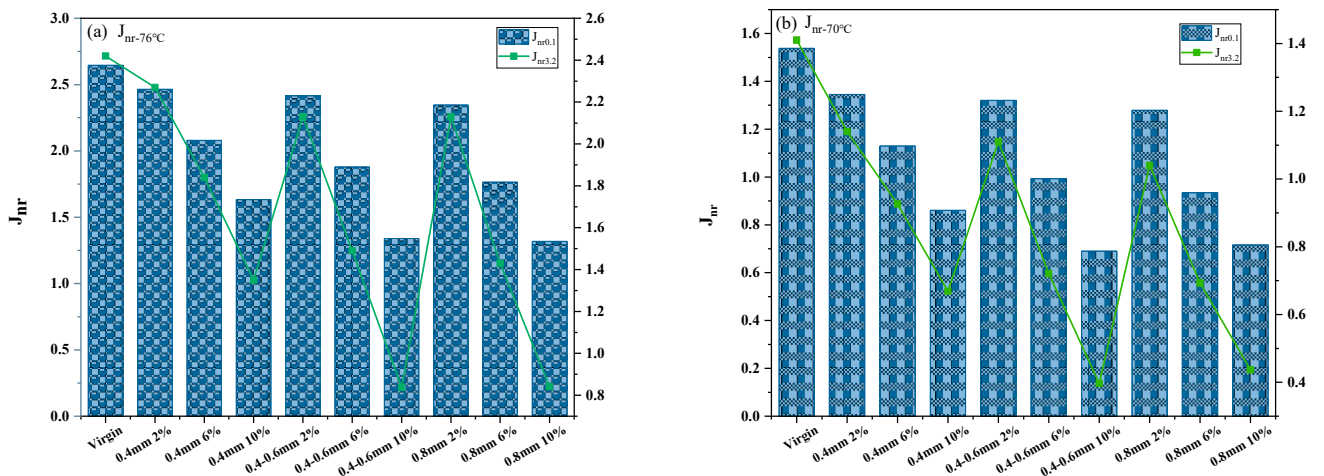 (a) Jnr-76℃
Jnr0.1
Jnr3.2
3.0
2.5
2.0
1.5
1.0
0.5
0.0
Jnr
2.6
2.4
2.2
2.0
1.8
1.6
1.4
1.2
1.0
0.8
Virgin
0.4mm 2%
0.4mm 6%
0.4mm 10%
0.4-0.6mm 2%
0.4-0.6mm 6%
0.4-0.6mm 10%
0.8mm 2%
0.8mm 6%
0.8mm 10%
(b) Jnr-70℃
Jnr0.1
Jnr3.2
1.6
1.4
1.2
1.0
0.8
0.6
0.4
0.2
0.0
Jnr
1.4
1.2
1.0
0.8
0.6
0.4
Virgin
0.4mm 2%
0.4mm 6%
0.4mm 10%
0.4-0.6mm 2%
0.4-0.6mm 6%
0.4-0.6mm 10%
0.8mm 2%
0.8mm 6%
0.8mm 10%